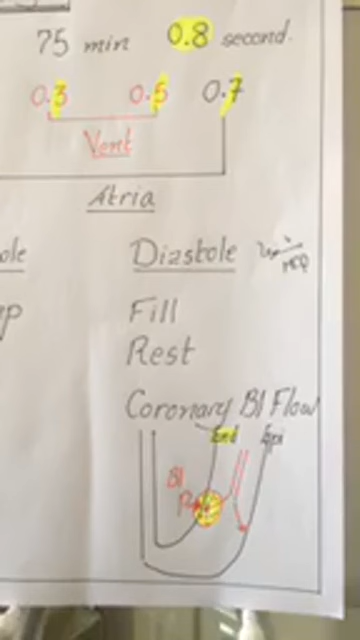 75 min 0.8 second.
0.3 0.5 0.7
Vent
Atria
ole Diastole
p Fill
Rest
Coronary Bl Flow
end epi
Bl